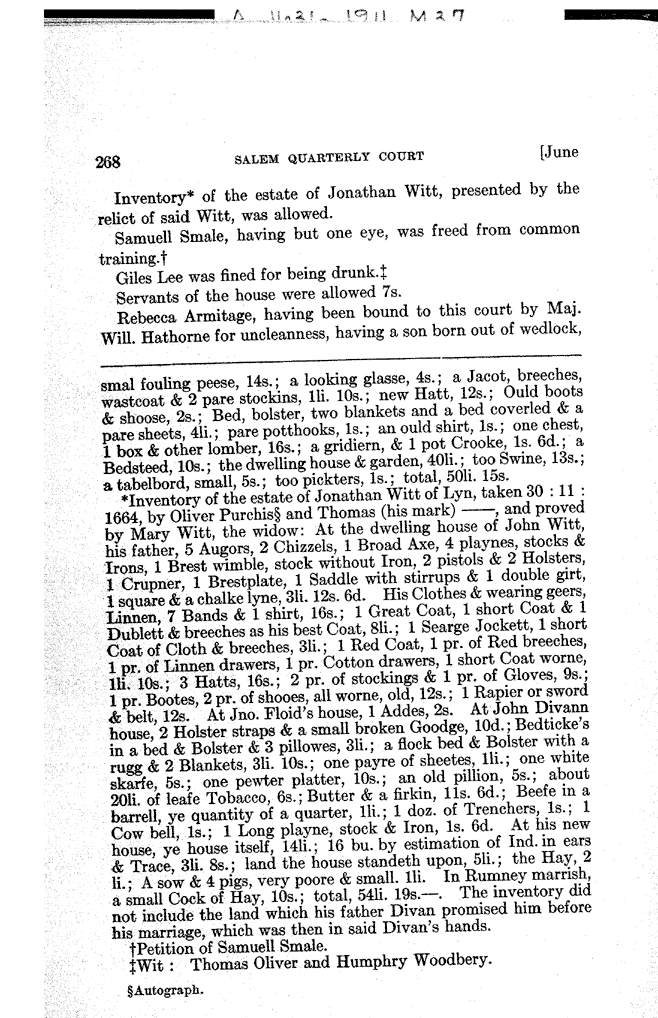 A 11.21- 1911 M 27
268 SALEM QUARTERLY COURT [June
Inventory* of the estate of Jonathan Witt, presented by the
relict of said Witt, was allowed.
Samuell Smale, having but one eye, was freed from common
training.†
Giles Lee was fined for being drunk.‡
Servants of the house were allowed 7s.
Rebecca Armitage, having been bound to this court by Maj.
Will. Hathorne for uncleanness, having a son born out of wedlock,
smal fouling peese, 14s.; a looking glasse, 4s.; a Jacot, breeches,
wastcoat & 2 pare stockins, 1li. 10s.; new Hatt, 12s.; Ould boots
& shoose, 2s.; Bed, bolster, two blankets and a bed coverled & a
pare sheets, 4li.; pare potthooks, 1s.; an ould shirt, 1s.; one chest,
1 box & other lomber, 16s.; a gridiern, & 1 pot Crooke, 1s. 6d.; a
Bedsteed, 10s.; the dwelling house & garden, 40li.; too Swine, 13s.;
a tabelbord, small, 5s.; too pickters, 1s.; total, 50li. 15s.
*Inventory of the estate of Jonathan Witt of Lyn, taken 30 : 11 :
1664, by Oliver Purchis§ and Thomas (his mark) ——, and proved
by Mary Witt, the widow: At the dwelling house of John Witt,
his father, 5 Augors, 2 Chizzels, 1 Broad Axe, 4 playnes, stocks &
Irons, 1 Brest wimble, stock without Iron, 2 pistols & 2 Holsters,
1 Crupner, 1 Brestplate, 1 Saddle with stirrups & 1 double girt,
1 square & a chalke lyne, 3li. 12s. 6d. His Clothes & wearing geers,
Linnen, 7 Bands & 1 shirt, 16s.; 1 Great Coat, 1 short Coat & 1
Dublett & breeches as his best Coat, 8li.; 1 Searge Jockett, 1 short
Coat of Cloth & breeches, 3li.; 1 Red Coat, 1 pr. of Red breeches,
1 pr. of Linnen drawers, 1 pr. Cotton drawers, 1 short Coat worne,
1li. 10s.; 3 Hatts, 16s.; 2 pr. of stockings & 1 pr. of Gloves, 9s.;
1 pr. Bootes, 2 pr. of shooes, all worne, old, 12s.; 1 Rapier or sword
& belt, 12s. At Jno. Floid's house, 1 Addes, 2s. At John Divann
house, 2 Holster straps & a small broken Goodge, 10d.; Bedticke's
in a bed & Bolster & 3 pillowes, 3li.; a flock bed & Bolster with a
rugg & 2 Blankets, 3li. 10s.; one payre of sheetes, 1li.; one white
skarfe, 5s.; one pewter platter, 10s.; an old pillion, 5s.; about
20li. of leafe Tobacco, 6s.; Butter & a firkin, 11s. 6d.; Beefe in a
barrell, ye quantity of a quarter, 1li.; 1 doz. of Trenchers, 1s.; 1
Cow bell, 1s.; 1 Long playne, stock & Iron, 1s. 6d. At his new
house, ye house itself, 14li.; 16 bu. by estimation of Ind. in ears
& Trace, 3li. 8s.; land the house standeth upon, 5li.; the Hay, 2
li.; A sow & 4 pigs, very poore & small. 1li. In Rumney marrish,
a small Cock of Hay, 10s.; total, 54li. 19s.—. The inventory did
not include the land which his father Divan promised him before
his marriage, which was then in said Divan's hands.
†Petition of Samuell Smale.
‡Wit : Thomas Oliver and Humphry Woodbery.
§Autograph.